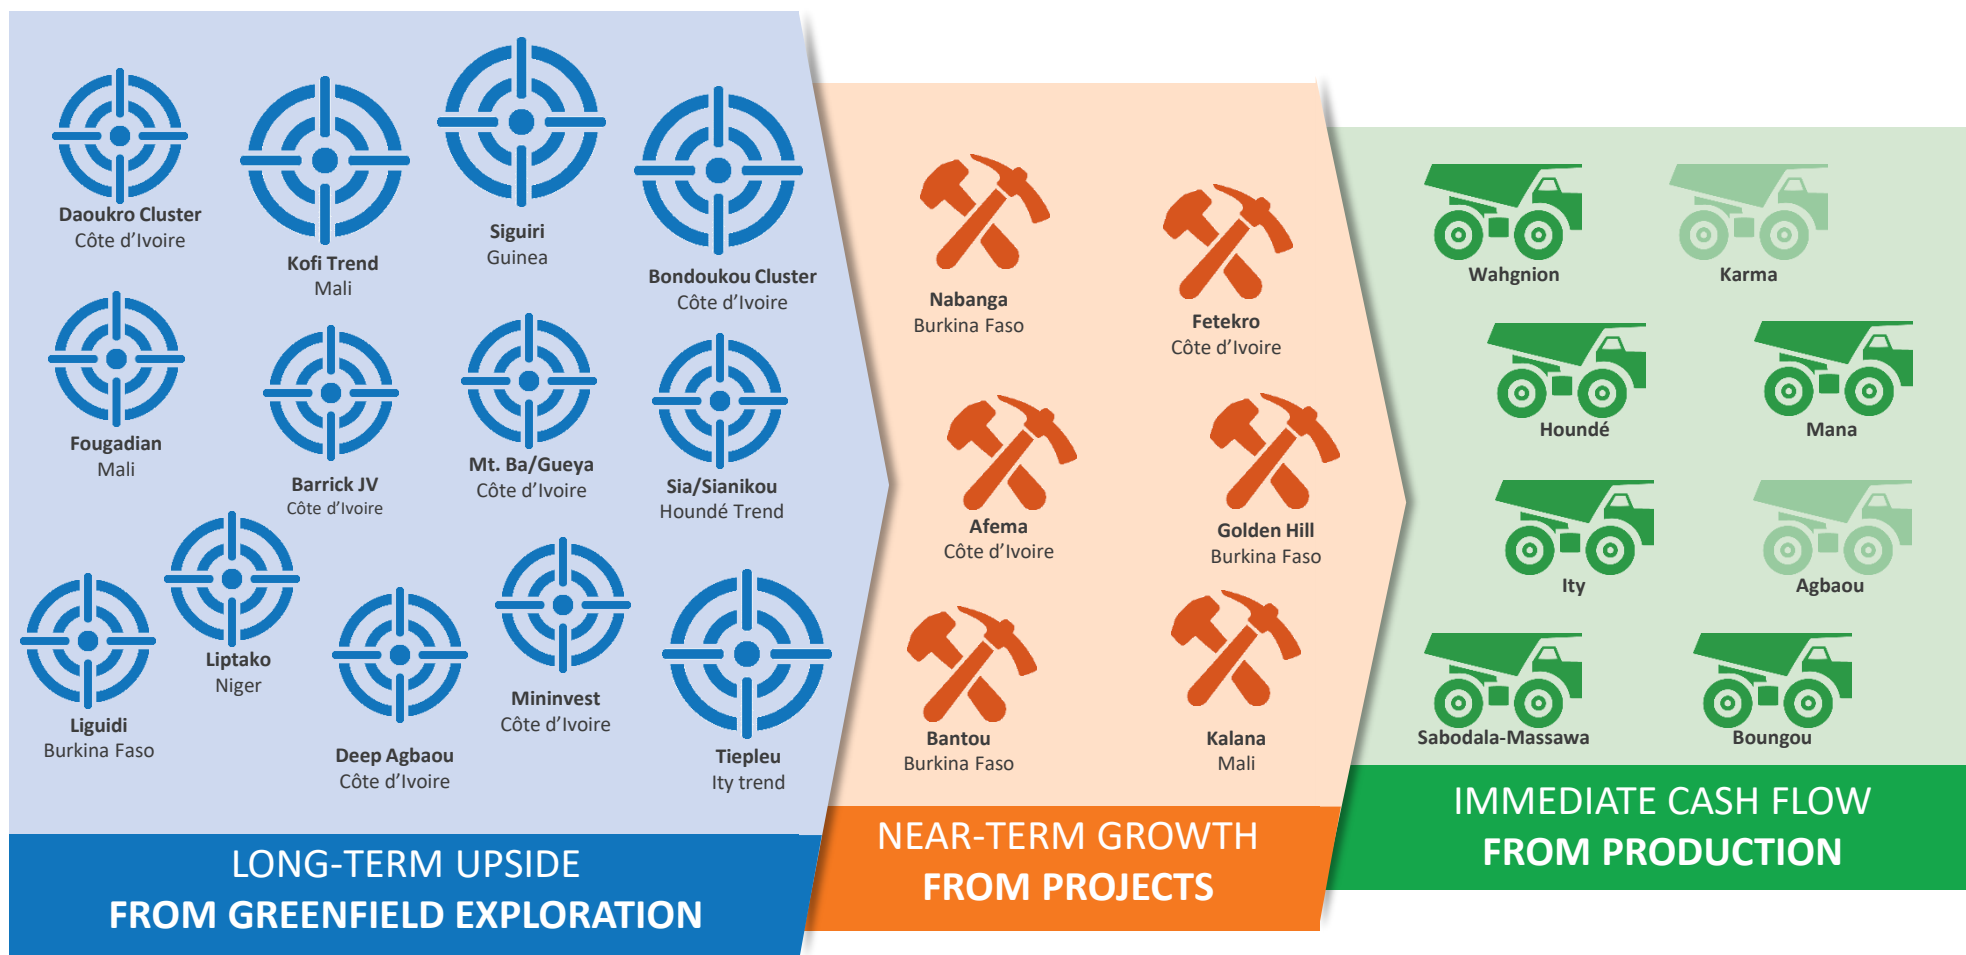 Daoukro Cluster
Côte d’Ivoire
Kofi Trend
Mali
Siguiri
Guinea
Bondoukou Cluster
Côte d’Ivoire
Fougadian
Mali
Barrick JV
Côte d’Ivoire
Mt. Ba/Gueya
Côte d’Ivoire
Sia/Sianikou
Houndé Trend
Liguidi
Burkina Faso
Liptako
Niger
Deep Agbaou
Côte d’Ivoire
Mininvest
Côte d’Ivoire
Tiepleu
Ity trend
LONG-TERM UPSIDE
FROM GREENFIELD EXPLORATION
Nabanga
Burkina Faso
Fetekro
Côte d’Ivoire
Afema
Côte d’Ivoire
Golden Hill
Burkina Faso
Bantou
Burkina Faso
Kalana
Mali
NEAR-TERM GROWTH
FROM PROJECTS
Wahgnion
Karma
Houndé
Mana
Ity
Agbaou
Sabodala-Massawa
Boungou
IMMEDIATE CASH FLOW
FROM PRODUCTION